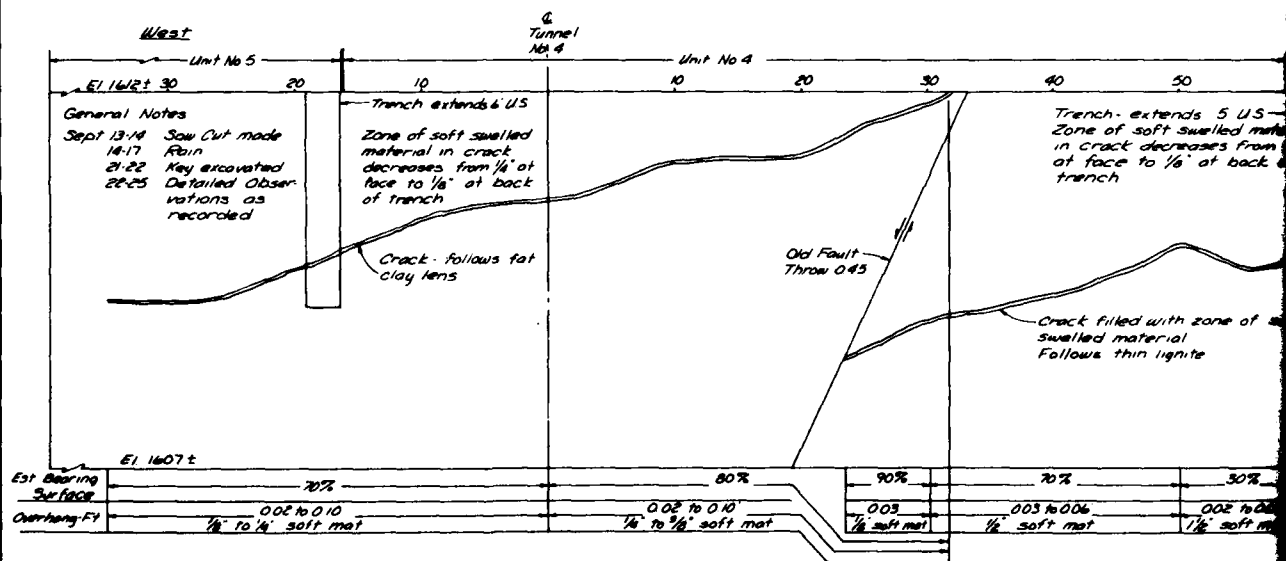 West
℄
Tunnel
No 4
Unit No 5
Unit No 4
El 1612± 30 20 10 10 20 30 40 50
General Notes
Sept 13-14 Saw Cut made
14-17 Rain
21-22 Key excavated
22-25 Detailed Obser-
vations as
recorded
Trench extends 6' US
Zone of soft swelled
material in crack
decreases from 1/4" at
face to 1/8" at back
of trench
Crack - follows fat
clay lens
Old Fault
Throw 0.45
Trench - extends 5 US
Zone of soft swelled
in crack decreases from
at face to 1/8" at back
trench
Crack filled with zone of
swelled material
Follows thin lignite
El 1607±
Est Bearing
Surface
70% 80% 90% 70% 30%
Overhang-Ft
0.02 to 0.10
1/8" to 1/4" soft mat
0.02 to 0.10
1/4" to 3/8" soft mat
0.03
1/8" soft mat
0.03 to 0.06
1/2" soft mat
0.02 to
1 1/2" soft